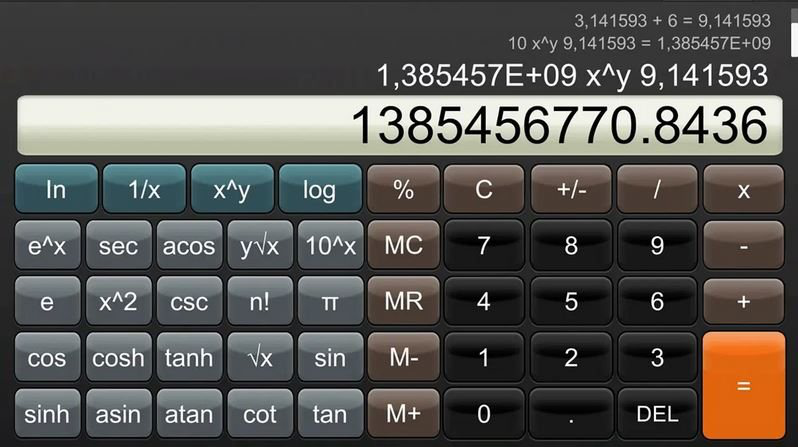 3,141593 + 6 = 9,141593
10 x^y 9,141593 = 1,385457E+09
1,385457E+09 x^y 9,141593
1385456770.8436
ln 1/x x^y log % C +/- / x
e^x sec acos y√x 10^x MC 7 8 9 -
e x^2 csc n! π MR 4 5 6 +
cos cosh tanh √x sin M- 1 2 3 =
sinh asin atan cot tan M+ 0 . DEL